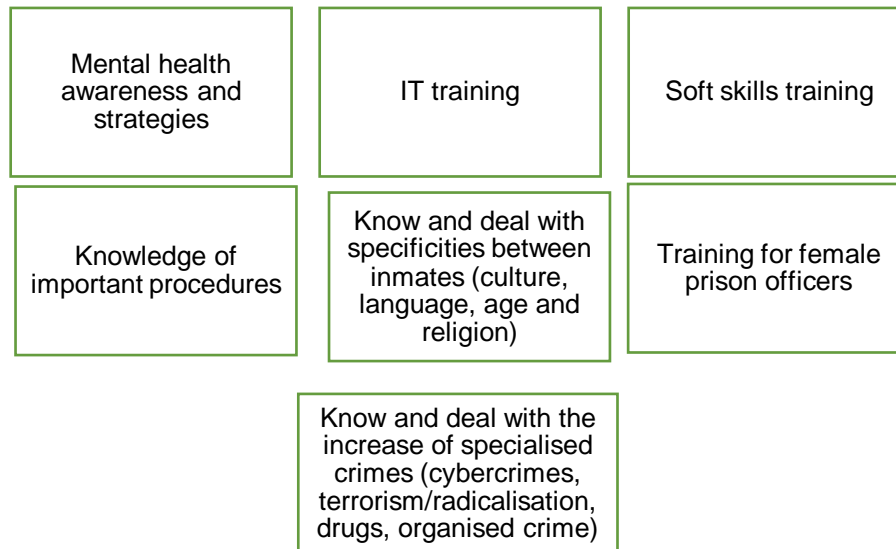 Mental health
awareness and
strategies
IT training
Soft skills training
Knowledge of
important procedures
Know and deal with
specificities between
inmates (culture,
language, age and
religion)
Training for female
prison officers
Know and deal with the
increase of specialised
crimes (cybercrimes,
terrorism/radicalisation,
drugs, organised crime)